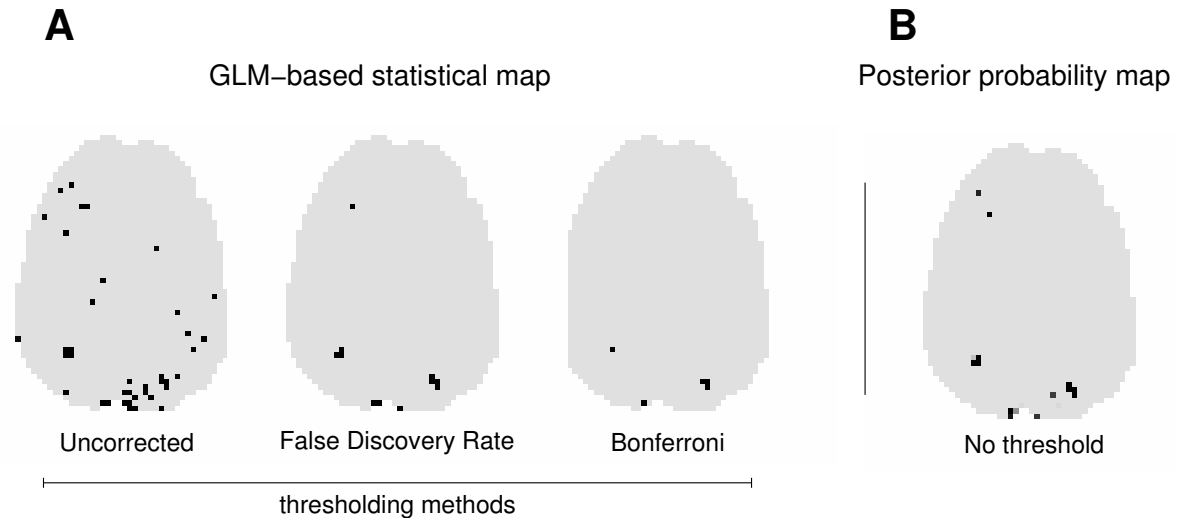 A
B
GLM−based statistical map
Posterior probability map
Uncorrected
False Discovery Rate
Bonferroni
No threshold
thresholding methods